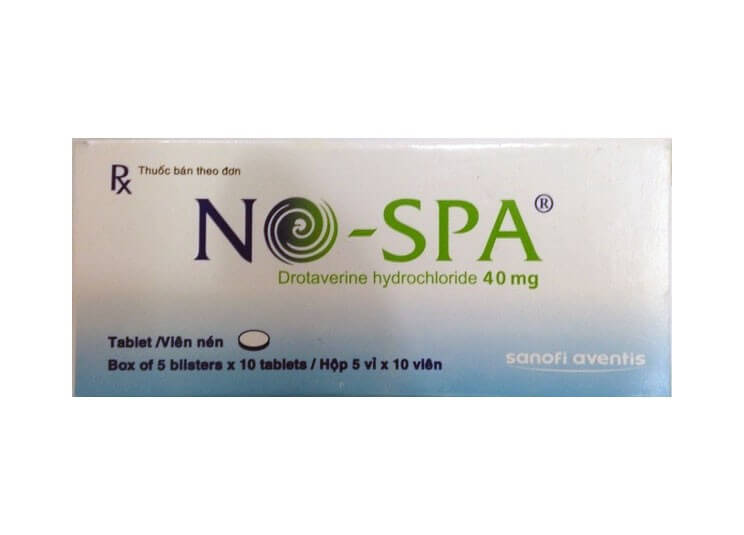 Rx Thuốc bán theo đơn
NO-SPA®
Drotaverine hydrochloride 40 mg
Tablet /Viên nén
Box of 5 blisters x 10 tablets / Hộp 5 vỉ x 10 viên
sanofi aventis